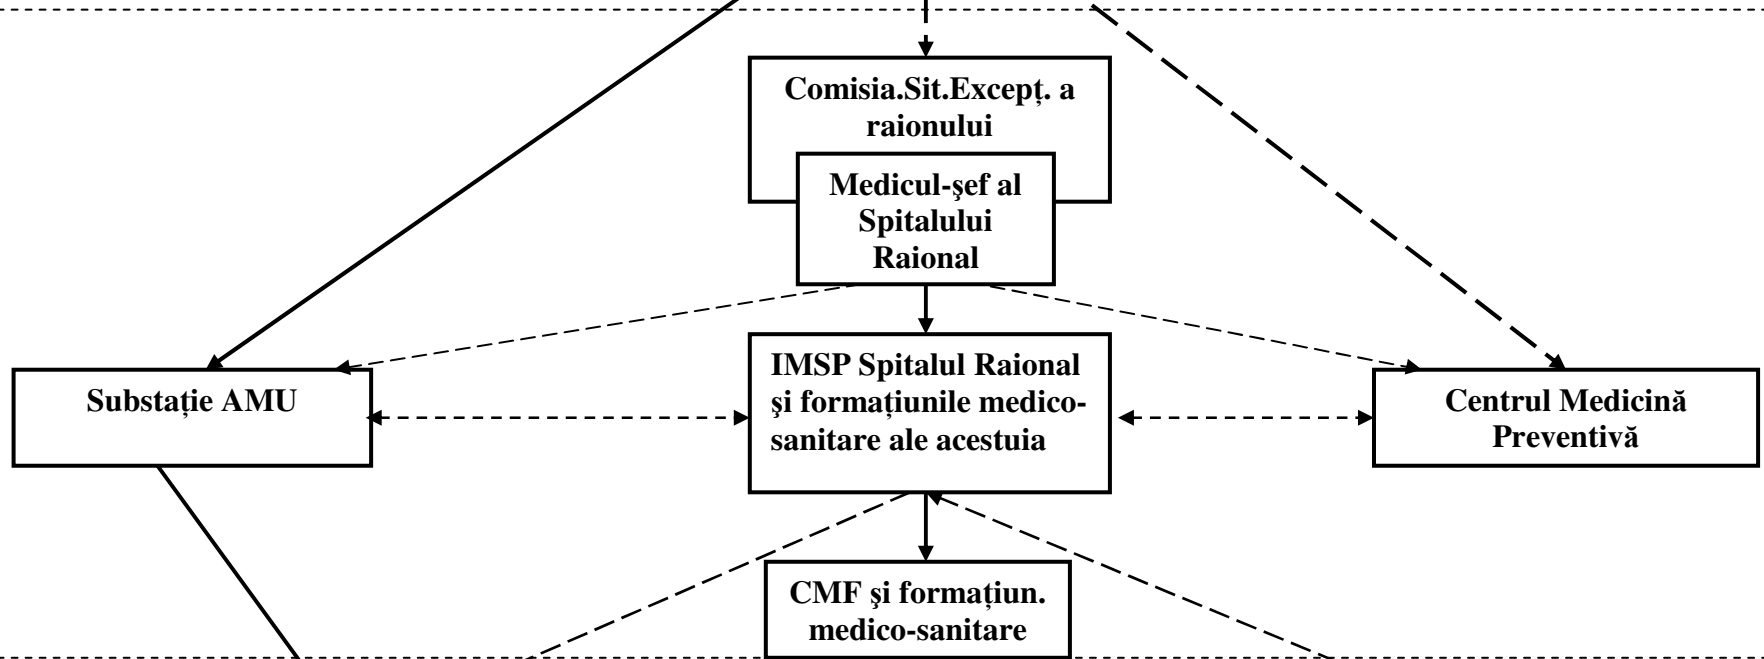 Comisia.Sit.Excepț. a
raionului
Medicul-şef al
Spitalului
Raional
Substație AMU
IMSP Spitalul Raional
şi formațiunile medico-
sanitare ale acestuia
Centrul Medicină
Preventivă
CMF şi formațiun.
medico-sanitare